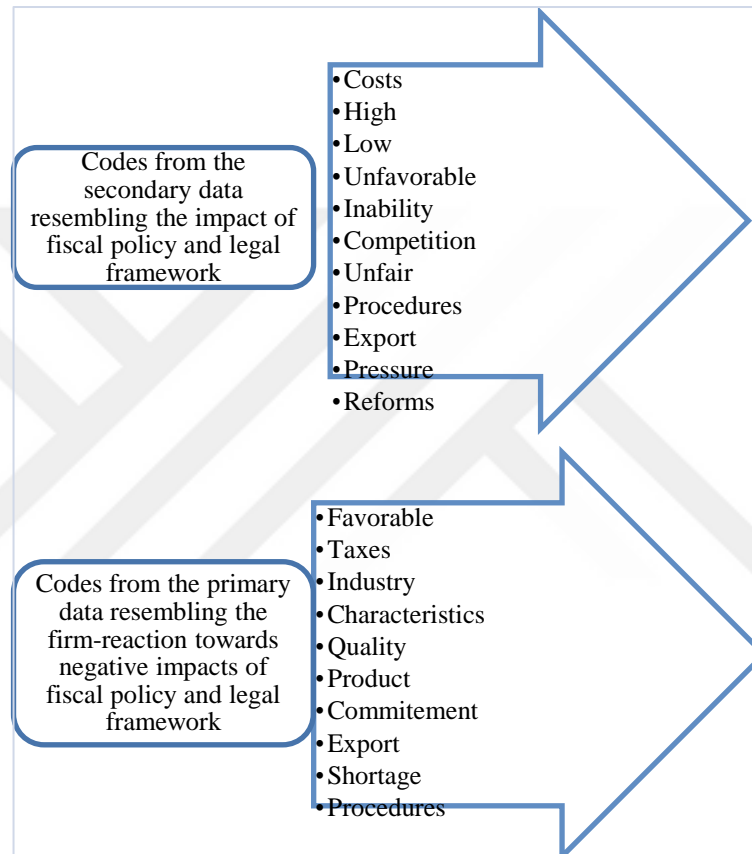 Codes from the
secondary data
resembling the impact of
fiscal policy and legal
framework
•Costs
•High
•Low
•Unfavorable
•Inability
•Competition
•Unfair
•Procedures
•Export
•Pressure
•Reforms
Codes from the primary
data resembling the
firm-reaction towards
negative impacts of
fiscal policy and legal
framework
•Favorable
•Taxes
•Industry
•Characteristics
•Quality
•Product
•Commitement
•Export
•Shortage
•Procedures